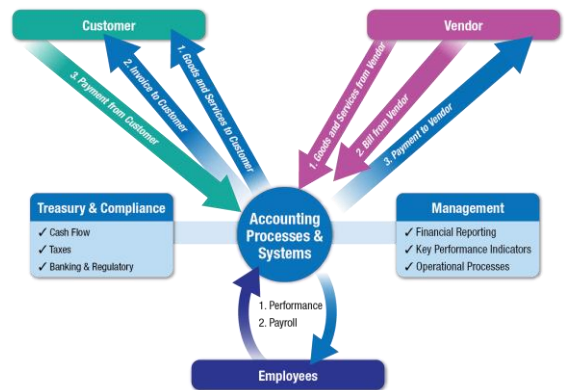 Customer
Vendor
3. Payment from Customer
2. Invoice to Customer
1. Goods and Services to Customer
1. Goods and Services from Vendor
2. Bill from Vendor
3. Payment to Vendor
Treasury & Compliance
✓ Cash Flow
✓ Taxes
✓ Banking & Regulatory
Accounting
Processes &
Systems
Management
✓ Financial Reporting
✓ Key Performance Indicators
✓ Operational Processes
1. Performance
2. Payroll
Employees